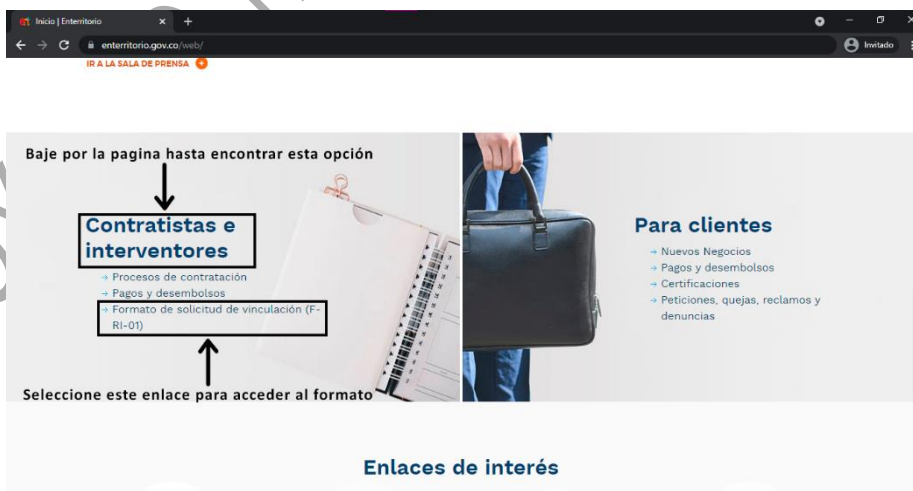 Inicio | Enterritorio
enterritorio.gov.co/web/
Invitado
IR A LA SALA DE PRENSA
Baje por la pagina hasta encontrar esta opción
Contratistas e
interventores
Procesos de contratación
Pagos y desembolsos
Formato de solicitud de vinculación (F-
RI-01)
Seleccione este enlace para acceder al formato
Para clientes
Nuevos Negocios
Pagos y desembolsos
Certificaciones
Peticiones, quejas, reclamos y
denuncias
Enlaces de interés